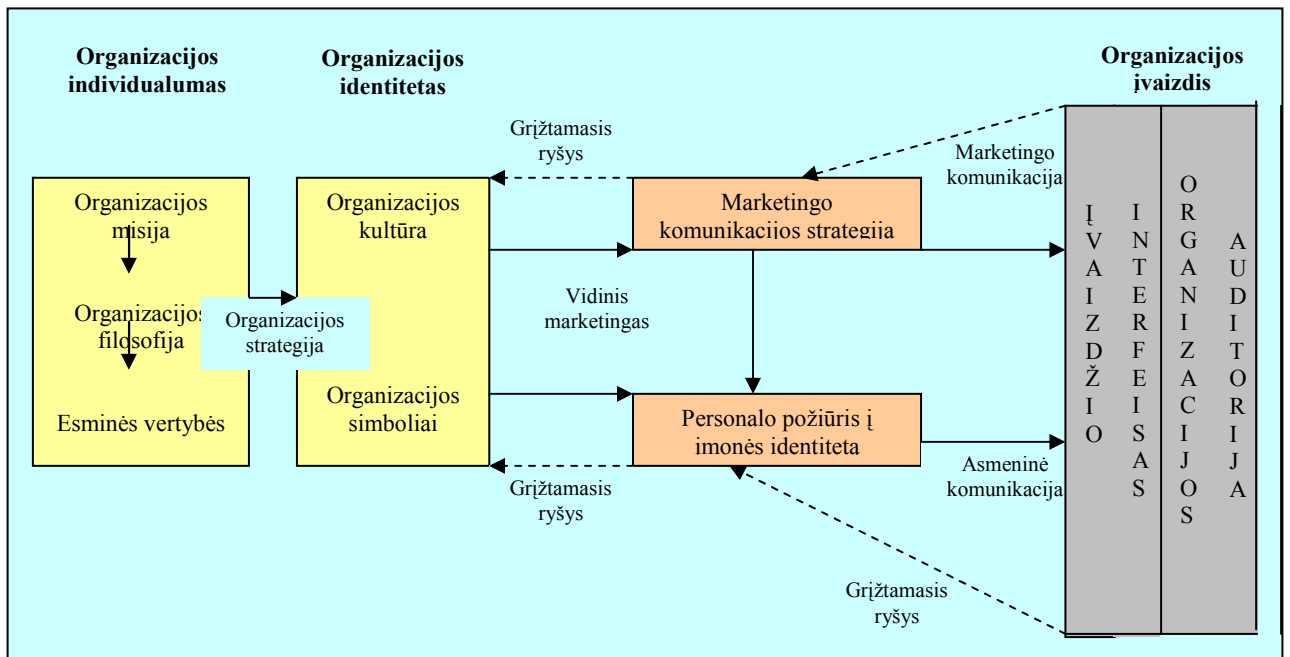 Organizacijos
individualumas
Organizacijos
identitetas
Organizacijos
įvaizdis
Grįžtamasis
ryšys
Marketingo
komunikacija
Organizacijos
misija
Organizacijos
filosofija
Esminės vertybės
Organizacijos
strategija
Organizacijos
kultūra
Organizacijos
simboliai
Vidinis
marketingas
Marketingo
komunikacijos strategija
Personalo požiūris į
įmonės identiteta
Grįžtamasis
ryšys
Asmeninė
komunikacija
Grįžtamasis
ryšys
ĮVAIZDŽIO
INTERFEISAS
ORGANIZACIJOS
AUDITORIJA